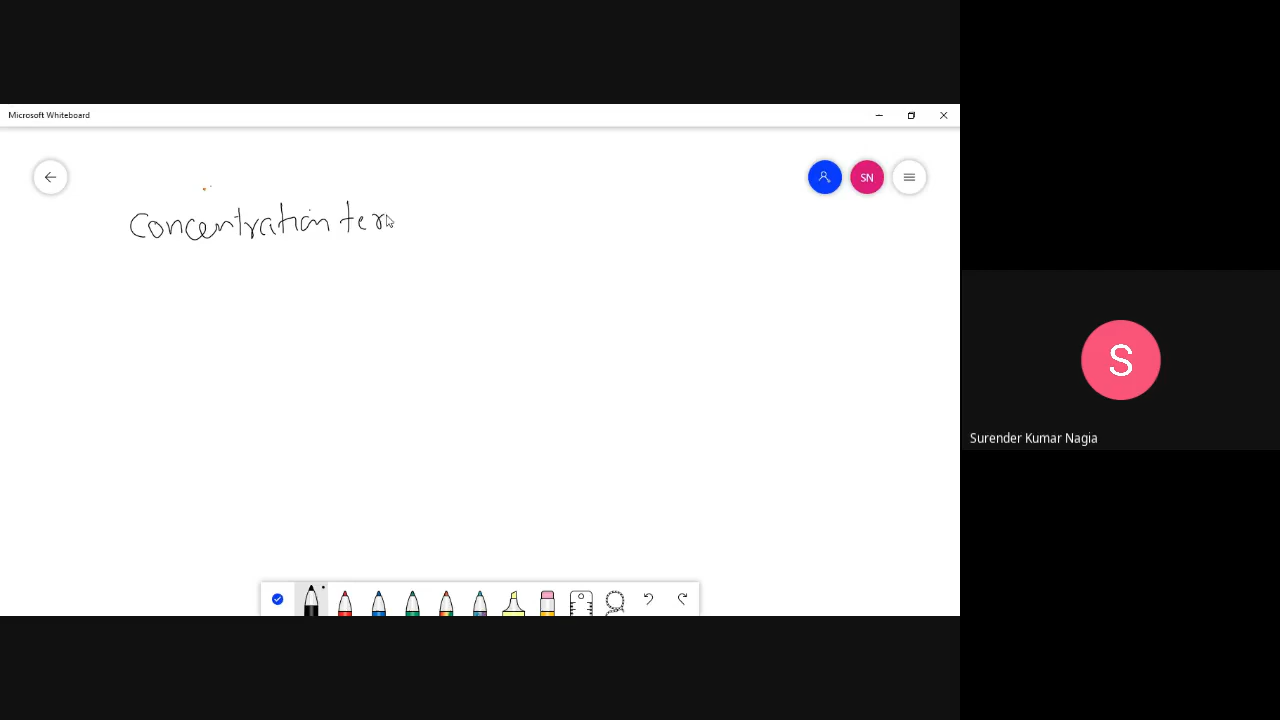 Microsoft Whiteboard
SN
Concentration ter
S
Surender Kumar Nagia